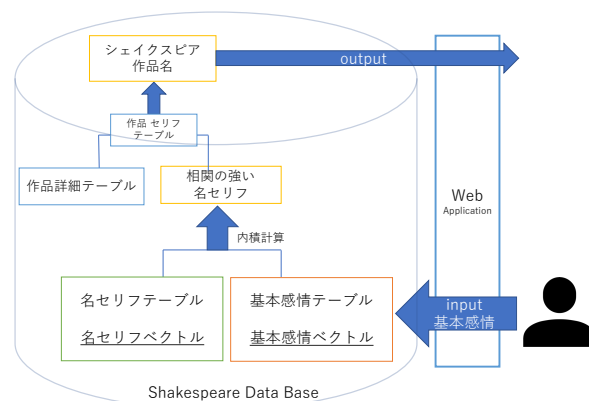 シェイクスピア
作品名
output
作品 セリフ
テーブル
作品詳細テーブル
相関の強い
名セリフ
Web
Application
内積計算
名セリフテーブル
名セリフベクトル
基本感情テーブル
基本感情ベクトル
input
基本感情
Shakespeare Data Base